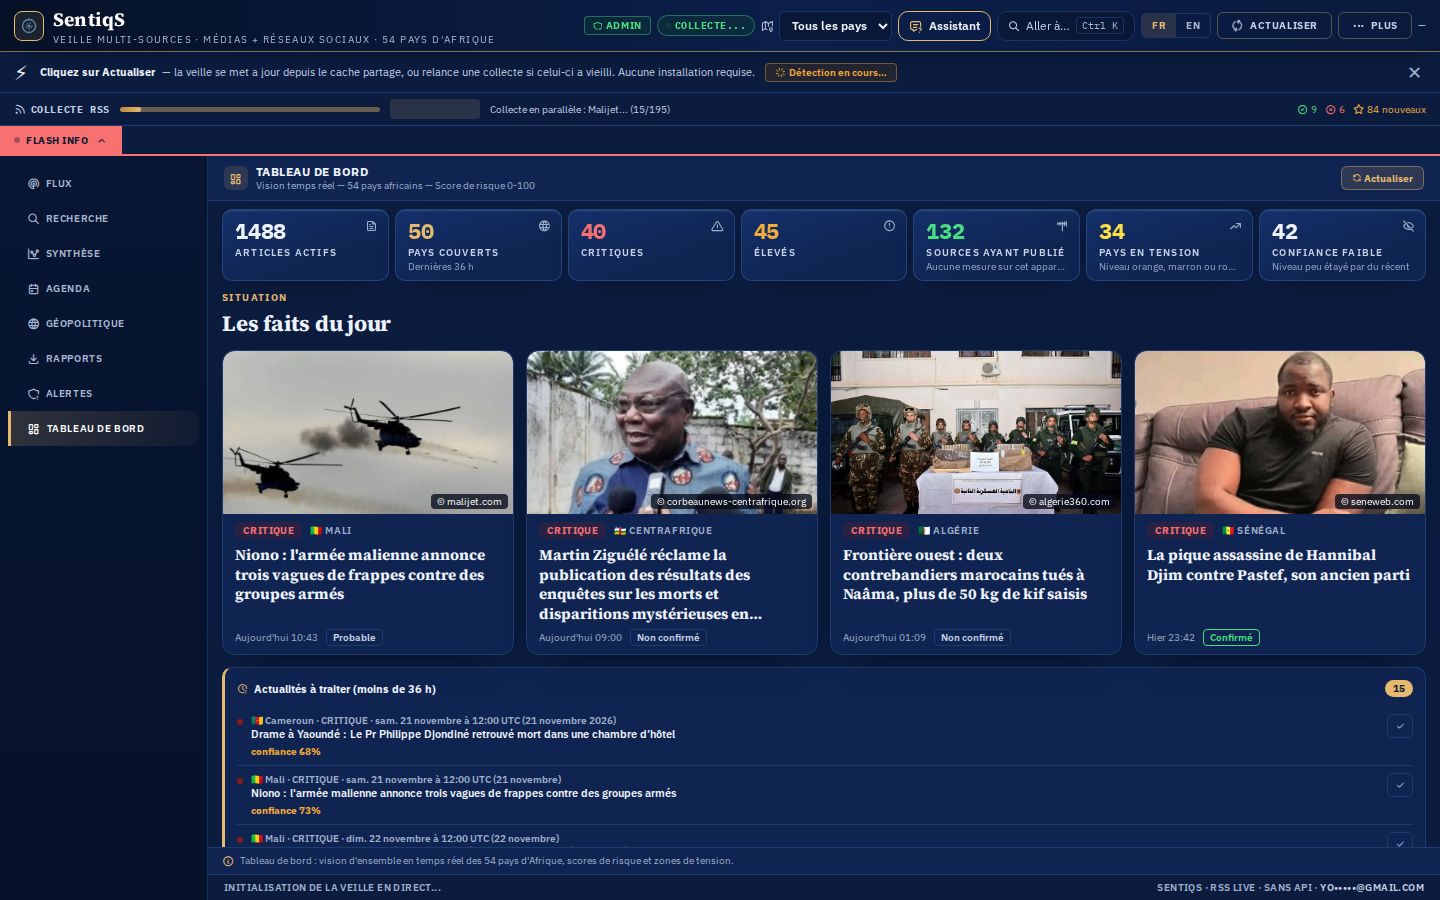 SentiqS
VEILLE MULTI-SOURCES · MÉDIAS + RÉSEAUX SOCIAUX · 54 PAYS D'AFRIQUE
ADMIN
COLLECTE...
Tous les pays
Assistant
Aller à... Ctrl K
FR EN
ACTUALISER
PLUS
Cliquez sur Actualiser — la veille se met a jour depuis le cache partage, ou relance une collecte si celui-ci a vieilli. Aucune installation requise.
Détection en cours...
COLLECTE RSS
Collecte en parallèle : Malijet... (15/195)
9 6 84 nouveaux
FLASH INFO
FLUX
RECHERCHE
SYNTHÈSE
AGENDA
GÉOPOLITIQUE
RAPPORTS
ALERTES
TABLEAU DE BORD
TABLEAU DE BORD
Vision temps réel — 54 pays africains — Score de risque 0-100
Actualiser
1488
ARTICLES ACTIFS
50
PAYS COUVERTS
Dernières 36 h
40
CRITIQUES
45
ÉLEVÉS
132
SOURCES AYANT PUBLIÉ
Aucune mesure sur cet appar...
34
PAYS EN TENSION
Niveau orange, marron ou ro...
42
CONFIANCE FAIBLE
Niveau peu étayé par du récent
SITUATION
Les faits du jour
© malijet.com
CRITIQUE MALI
Niono : l'armée malienne annonce
trois vagues de frappes contre des
groupes armés
Aujourd'hui 10:43 Probable
© corbeaunews-centrafrique.org
CRITIQUE CENTRAFRIQUE
Martin Ziguélé réclame la
publication des résultats des
enquêtes sur les morts et
disparitions mystérieuses en...
Aujourd'hui 09:00 Non confirmé
© algerie360.com
CRITIQUE ALGÉRIE
Frontière ouest : deux
contrebandiers marocains tués à
Naâma, plus de 50 kg de kif saisis
Aujourd'hui 01:09 Non confirmé
© seneweb.com
CRITIQUE SÉNÉGAL
La pique assassine de Hannibal
Djim contre Pastef, son ancien parti
Hier 23:42 Confirmé
Actualités à traiter (moins de 36 h)
15
Cameroun · CRITIQUE · sam. 21 novembre à 12:00 UTC (21 novembre 2026)
Drame à Yaoundé : Le Pr Philippe Djondiné retrouvé mort dans une chambre d'hôtel
confiance 68%
Mali · CRITIQUE · sam. 21 novembre à 12:00 UTC (21 novembre)
Niono : l'armée malienne annonce trois vagues de frappes contre des groupes armés
confiance 73%
Mali · CRITIQUE · dim. 22 novembre à 12:00 UTC (22 novembre)
Tableau de bord : vision d'ensemble en temps réel des 54 pays d'Afrique, scores de risque et zones de tension.
INITIALISATION DE LA VEILLE EN DIRECT...
SENTIQS · RSS LIVE · SANS API · YO•••••@GMAIL.COM